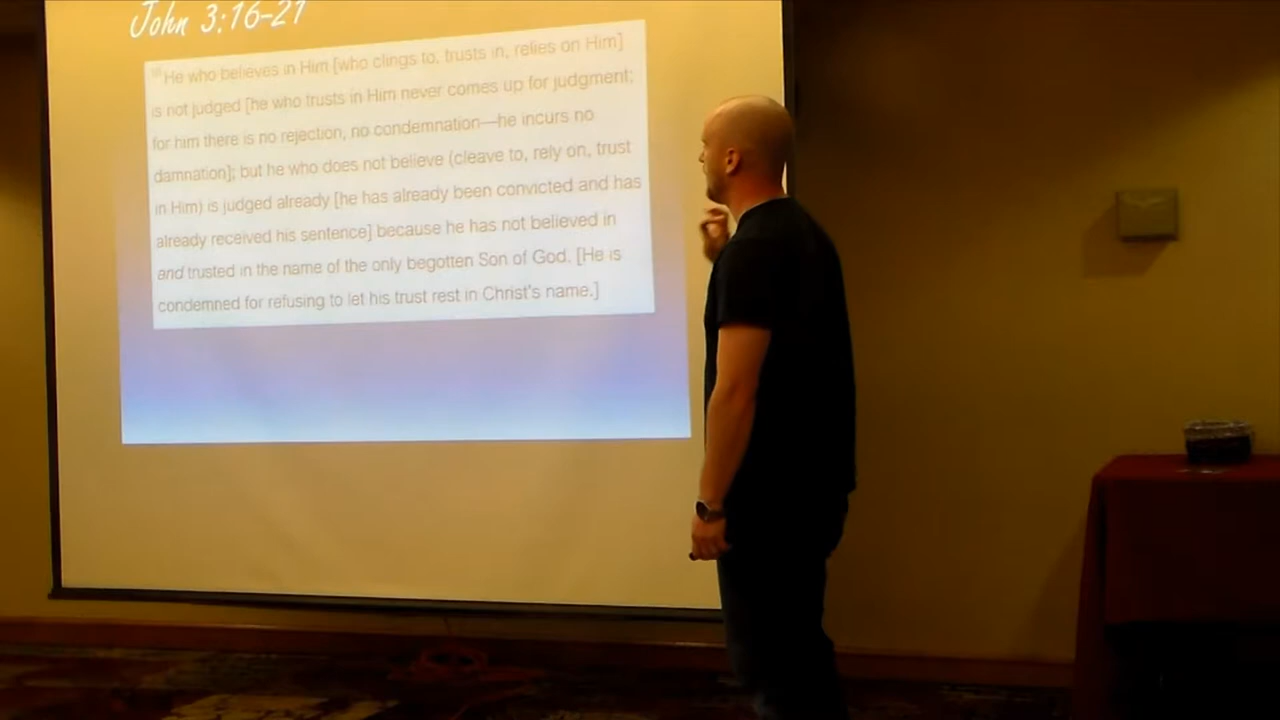 John 3:16-21
18 He who believes in Him [who clings to, trusts in, relies on Him]
is not judged [he who trusts in Him never comes up for judgment;
for him there is no rejection, no condemnation—he incurs no
damnation]; but he who does not believe (cleave to, rely on, trust
in Him) is judged already [he has already been convicted and has
already received his sentence] because he has not believed in
and trusted in the name of the only begotten Son of God. [He is
condemned for refusing to let his trust rest in Christ's name.]